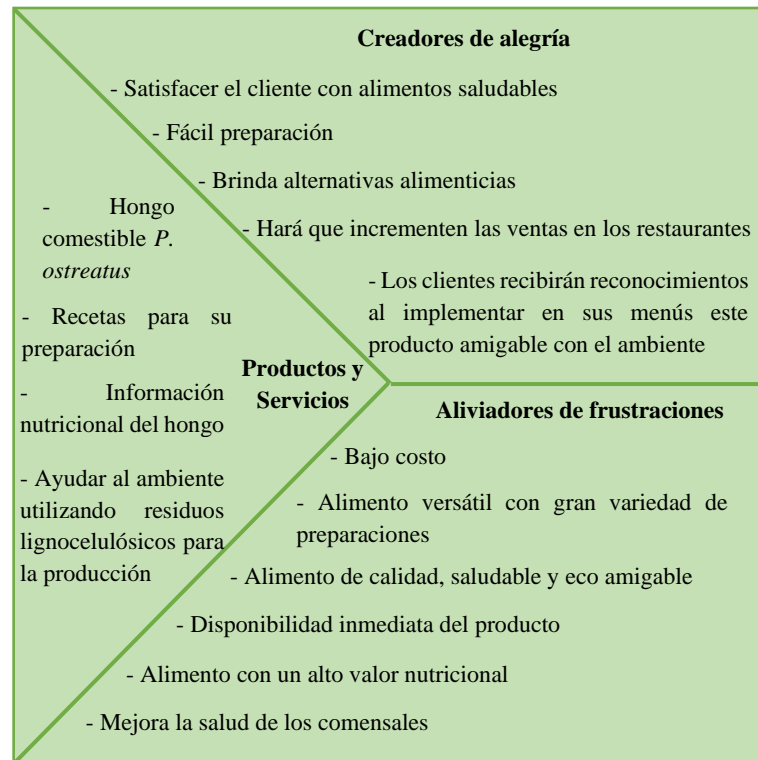 Creadores de alegría
- Satisfacer el cliente con alimentos saludables
- Fácil preparación
- Brinda alternativas alimenticias
- Hará que incrementen las ventas en los restaurantes
- Los clientes recibirán reconocimientos
al implementar en sus menús este
producto amigable con el ambiente
- Hongo
comestible P.
ostreatus
- Recetas para su
preparación
- Información
nutricional del hongo
- Ayudar al ambiente
utilizando residuos
lignocelulósicos para
la producción
Productos y
Servicios
Aliviadores de frustraciones
- Bajo costo
- Alimento versátil con gran variedad de
preparaciones
- Alimento de calidad, saludable y eco amigable
- Disponibilidad inmediata del producto
- Alimento con un alto valor nutricional
- Mejora la salud de los comensales